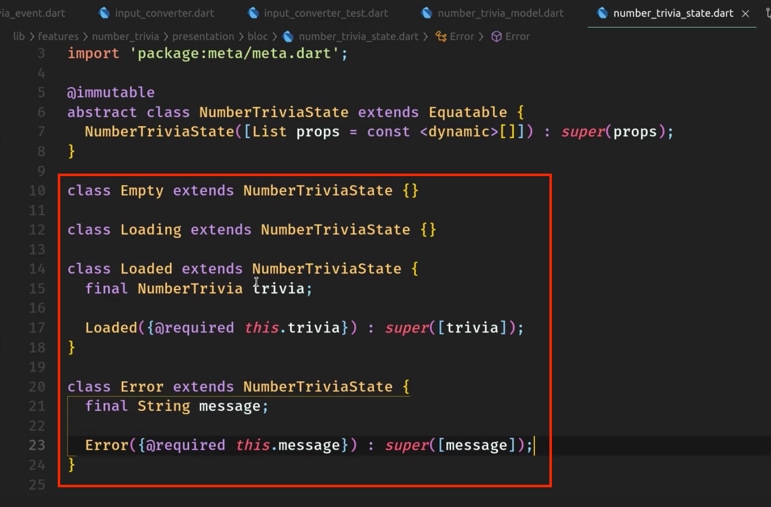 ia_event.dart input_converter.dart input_converter_test.dart number_trivia_model.dart number_trivia_state.dart ×
lib > features > number_trivia > presentation > bloc > number_trivia_state.dart > Error > Error
3 import 'package:meta/meta.dart';
4
5 @immutable
6 abstract class NumberTriviaState extends Equatable {
7 NumberTriviaState([List props = const <dynamic>[]]) : super(props);
8 }
9
10 class Empty extends NumberTriviaState {}
11
12 class Loading extends NumberTriviaState {}
13
14 class Loaded extends NumberTriviaState {
15 final NumberTrivia trivia;
16
17 Loaded({@required this.trivia}) : super([trivia]);
18 }
19
20 class Error extends NumberTriviaState {
21 final String message;
22
23 Error({@required this.message}) : super([message]);
24 }
25